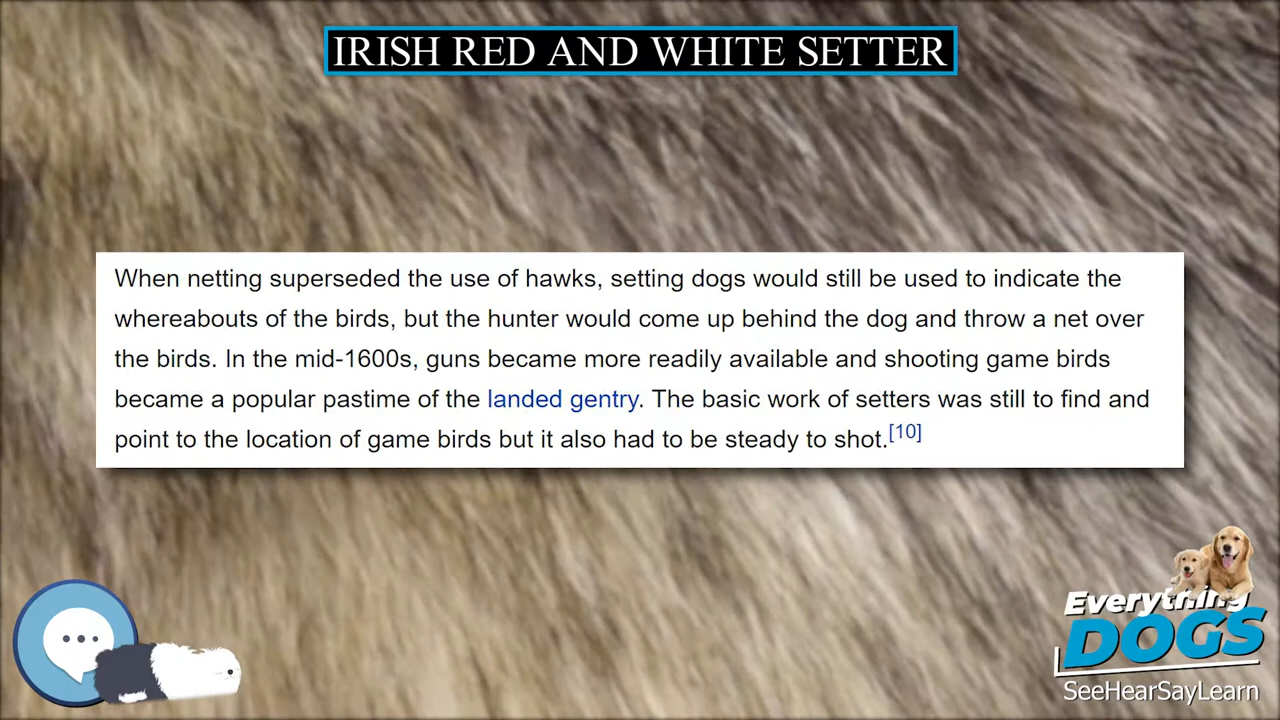 IRISH RED AND WHITE SETTER
When netting superseded the use of hawks, setting dogs would still be used to indicate the
whereabouts of the birds, but the hunter would come up behind the dog and throw a net over
the birds. In the mid-1600s, guns became more readily available and shooting game birds
became a popular pastime of the landed gentry. The basic work of setters was still to find and
point to the location of game birds but it also had to be steady to shot.[10]
Everything
DOGS
SeeHearSayLearn